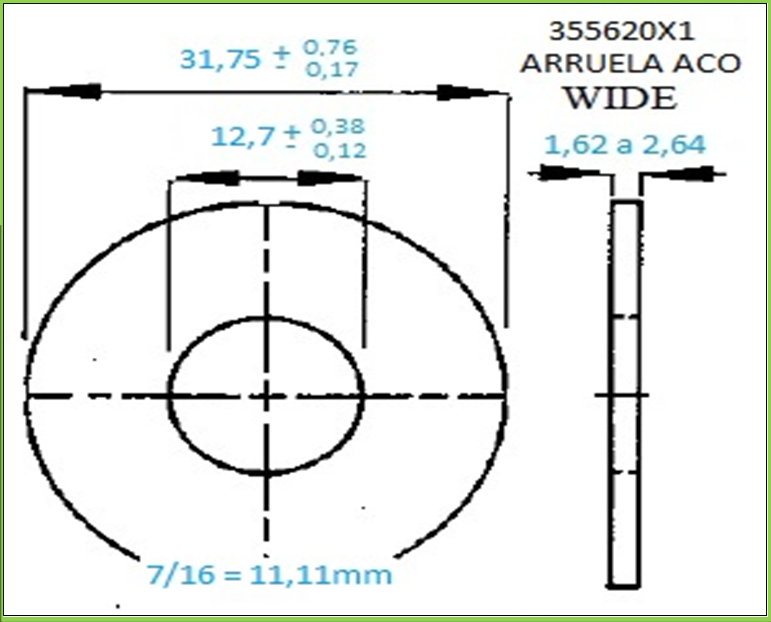 355620X1
ARRUELA ACO
WIDE
31,75 ± 0,76
0,17
12,7 ± 0,38
0,12
1,62 a 2,64
7/16 = 11,11mm